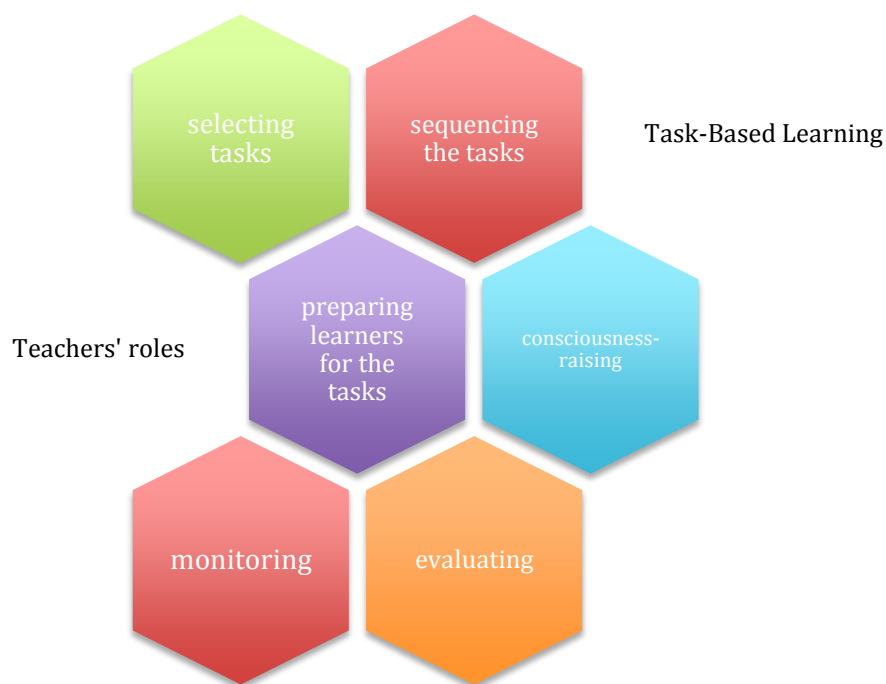 selecting
tasks
sequencing
the tasks
Task-Based Learning
Teachers' roles
preparing
learners
for the
tasks
consciousness-
raising
monitoring
evaluating